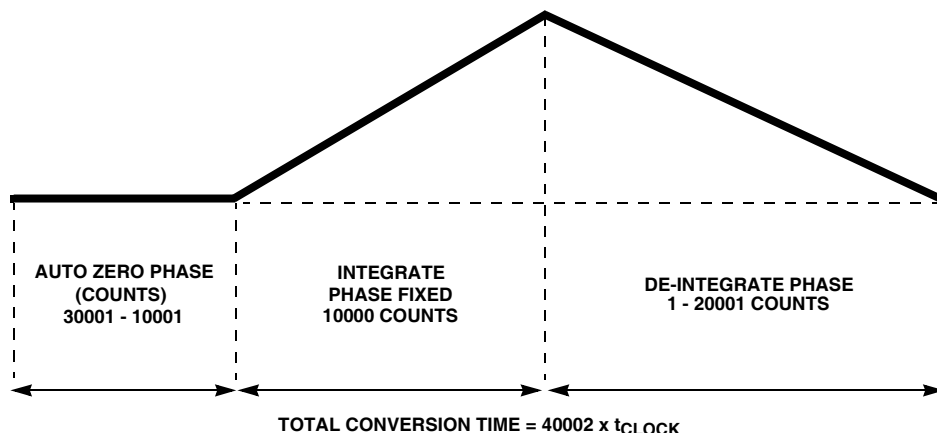 AUTO ZERO PHASE
(COUNTS)
30001 - 10001
INTEGRATE
PHASE FIXED
10000 COUNTS
DE-INTEGRATE PHASE
1 - 20001 COUNTS
TOTAL CONVERSION TIME = 40002 x tCLOCK